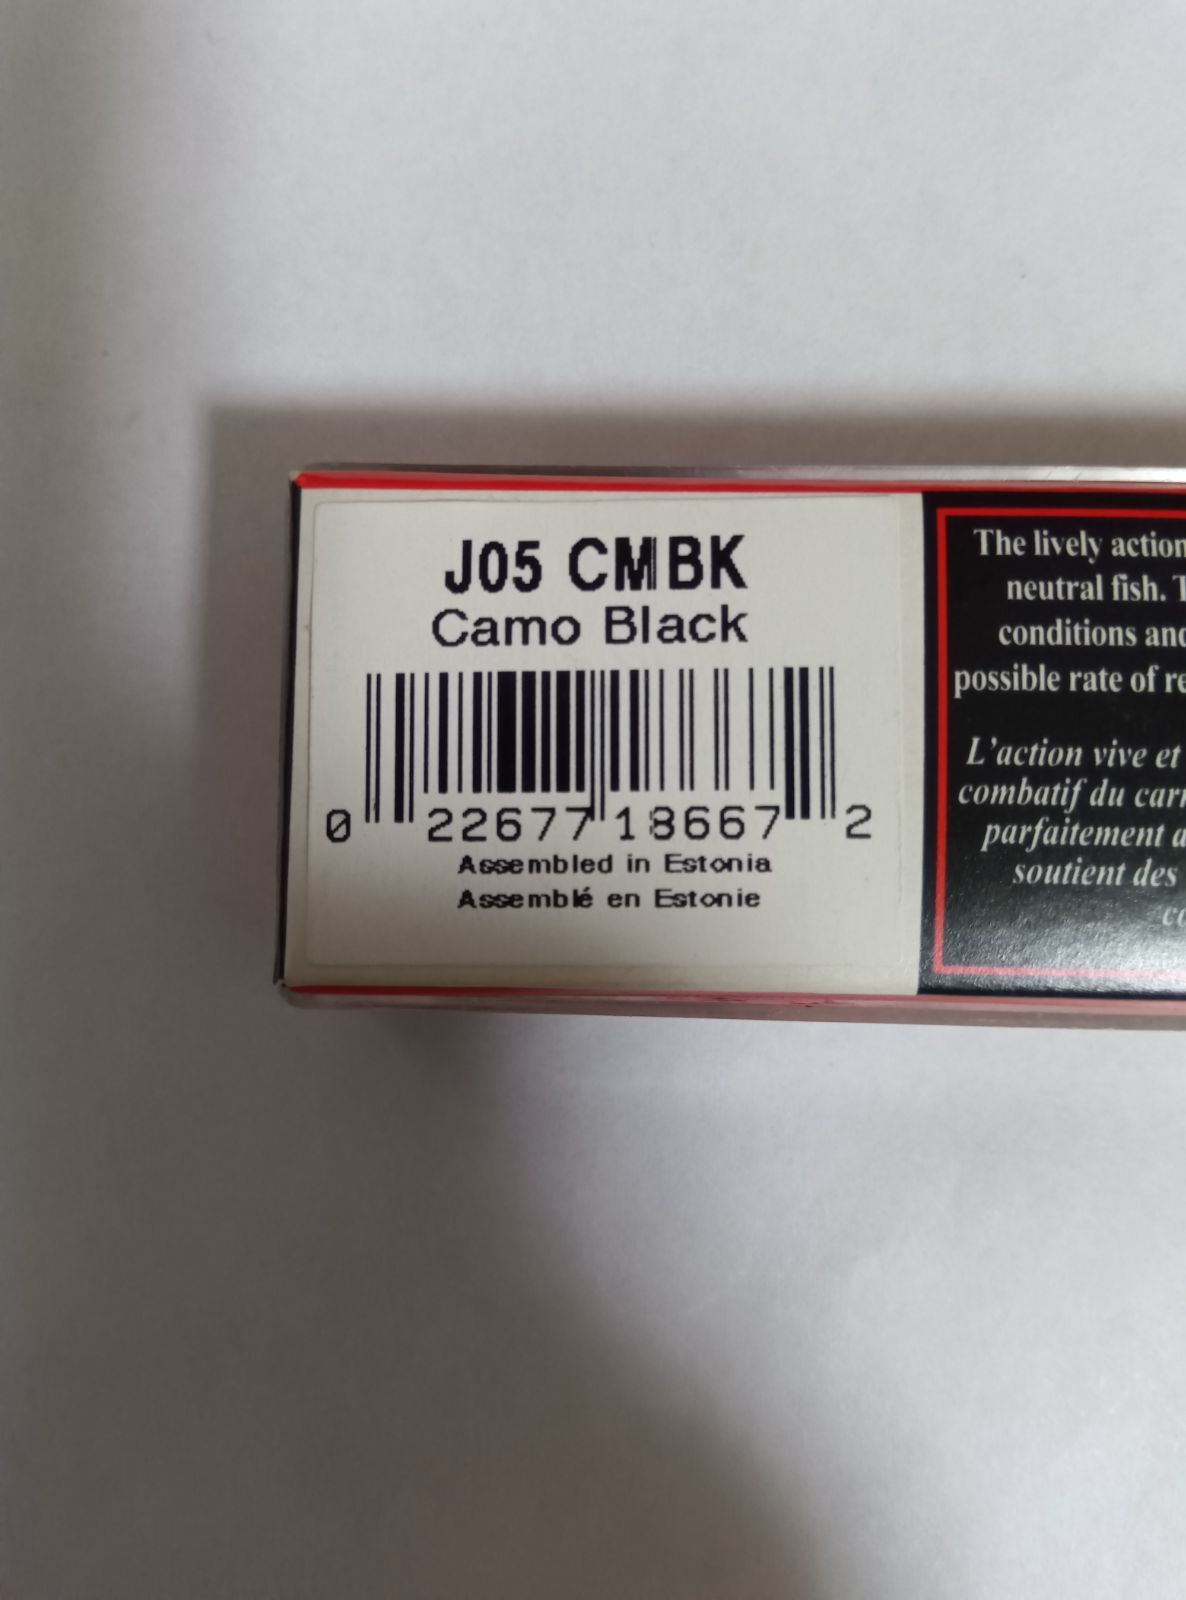 J05 CMBK
Camo Black
0 22677 18667 2
Assembled in Estonia
Assemblé en Estonie
The lively action
neutral fish.
conditions and
possible rate of
L'action vive et
combatif du
parfaitement
soutient des